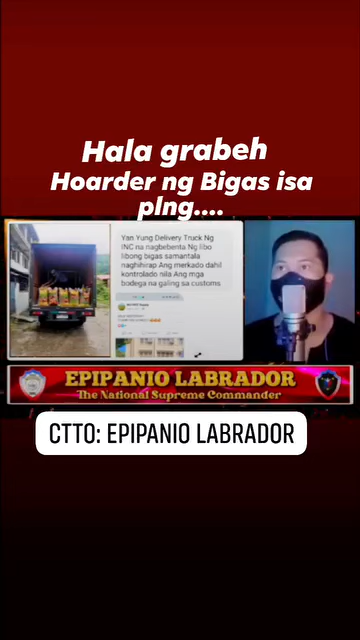 Hala grabeh
Hoarder ng Bigas isa
plng....
Yan Yung Delivery Truck Ng
INC na nagbebenta Ng libo
libong bigas samantala
naghihirap Ang merkado dahil
kontrolado nila Ang mga
bodega na galing sa customs
EPIPANIO LABRADOR
The National Supreme Commander
CTTO: EPIPANIO LABRADOR